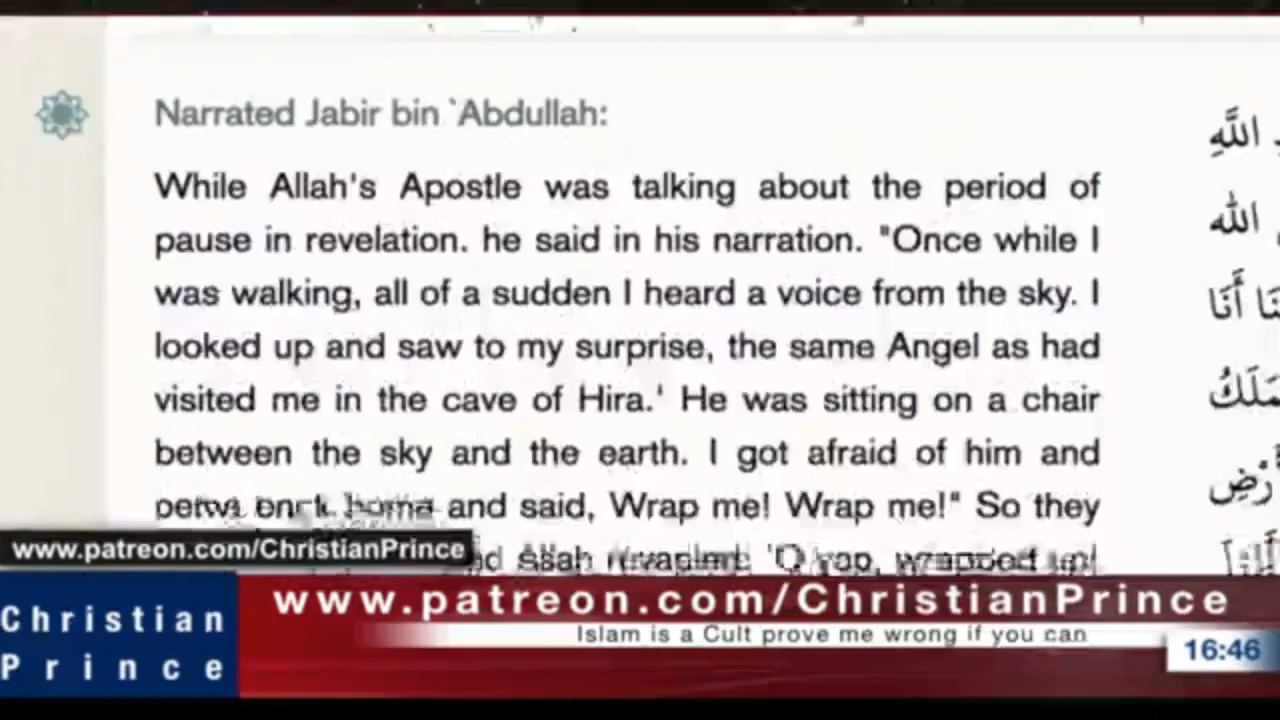 Narrated Jabir bin `Abdullah:
While Allah's Apostle was talking about the period of
pause in revelation. he said in his narration. "Once while I
was walking, all of a sudden I heard a voice from the sky. I
looked up and saw to my surprise, the same Angel as had
visited me in the cave of Hira.' He was sitting on a chair
between the sky and the earth. I got afraid of him and
and said, Wrap me! Wrap me!" So they
الله
الله
أَنَا
www.patreon.com/ChristianPrince
www.patreon.com/ChristianPrince
Islam is a Cult prove me wrong if you can
Christian
Prince
16:46